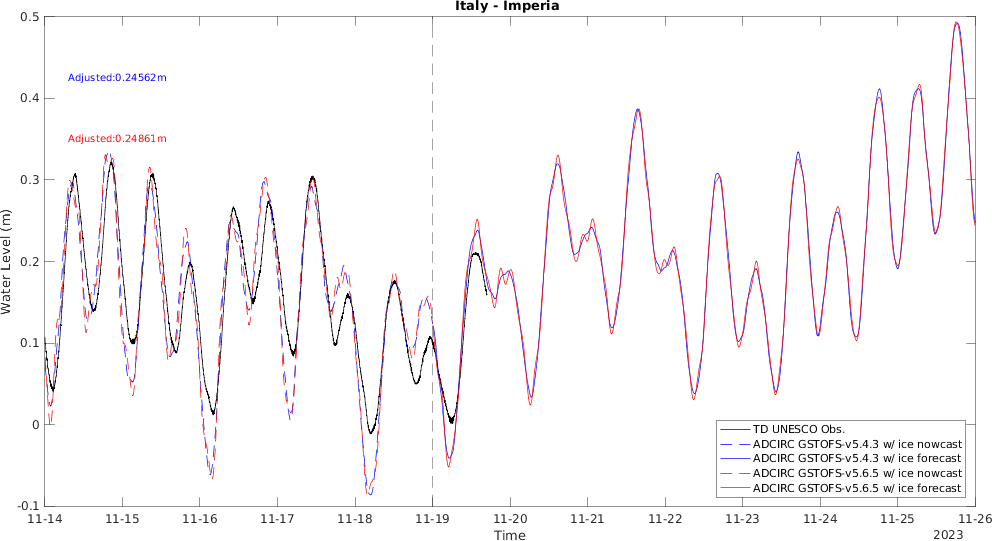 Italy - Imperia
Water Level (m)
0.5
0.4
0.3
0.2
0.1
0
-0.1
Adjusted:0.24562m
Adjusted:0.24861m
TD UNESCO Obs.
ADCIRC GSTOFS-v5.4.3 w/ ice nowcast
ADCIRC GSTOFS-v5.4.3 w/ ice forecast
ADCIRC GSTOFS-v5.6.5 w/ ice nowcast
ADCIRC GSTOFS-v5.6.5 w/ ice forecast
11-14 11-15 11-16 11-17 11-18 11-19 11-20 11-21 11-22 11-23 11-24 11-25 11-26
Time
2023